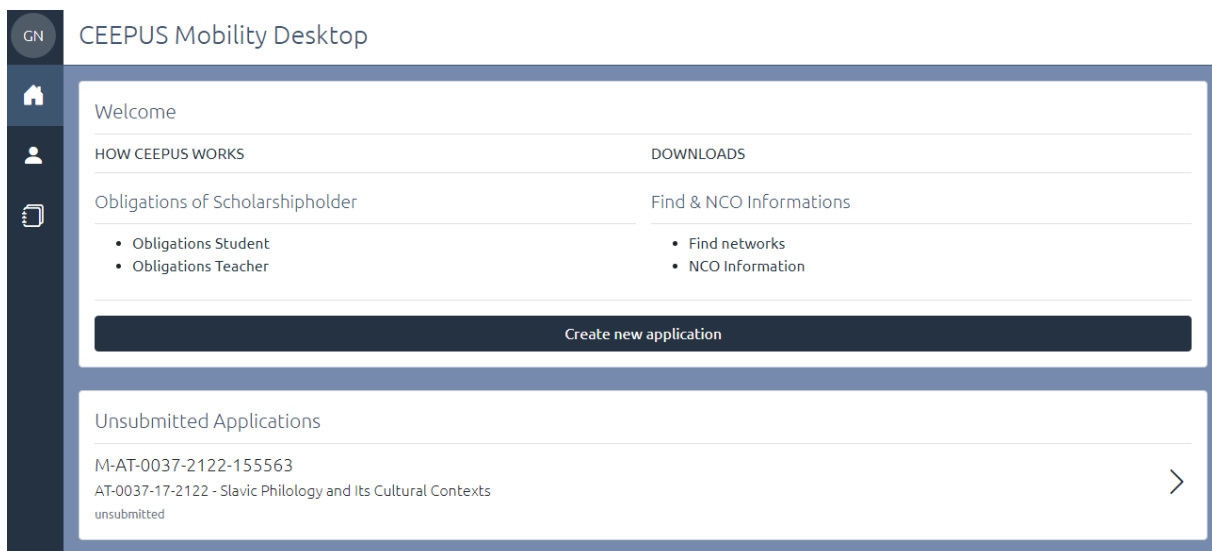 GN
CEEPUS Mobility Desktop
Welcome
HOW CEEPUS WORKS
DOWNLOADS
Obligations of Scholarshipholder
Find & NCO Informations
Obligations Student
Obligations Teacher
Find networks
NCO Information
Create new application
Unsubmitted Applications
M-AT-0037-2122-155563
AT-0037-17-2122 - Slavic Philology and Its Cultural Contexts
unsubmitted